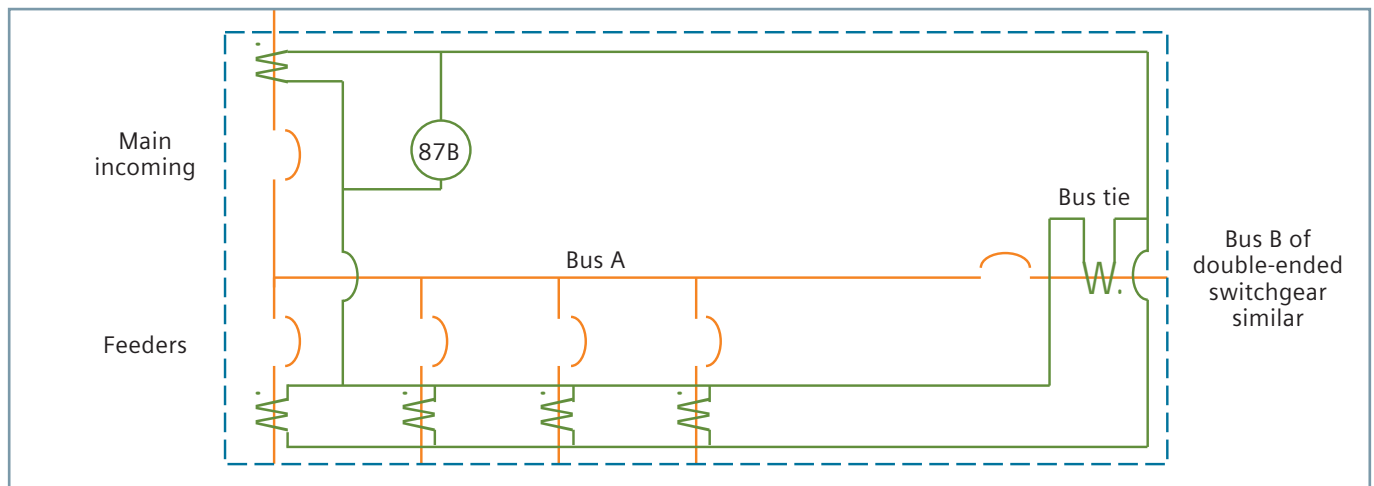 Main
incoming
87B
Bus tie
Bus A
Bus B of
double-ended
switchgear
similar
Feeders